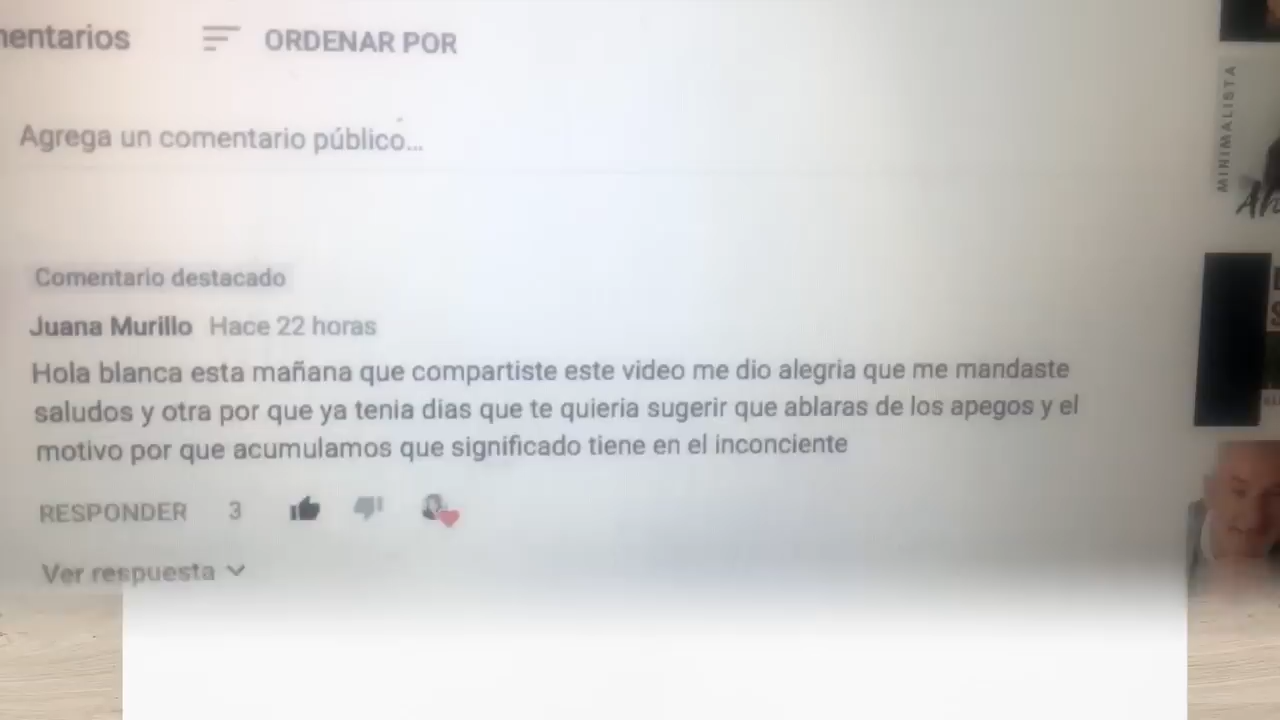 mentarios
ORDENAR POR
Agrega un comentario público...
MINIMALISTA
Comentario destacado
Juana Murillo Hace 22 horas
Hola blanca esta mañana que compartiste este video me dio alegria que me mandaste
saludos y otra por que ya tenia dias que te quieria sugerir que ablaras de los apegos y el
motivo por que acumulamos que significado tiene en el inconciente
RESPONDER 3
Ver respuesta